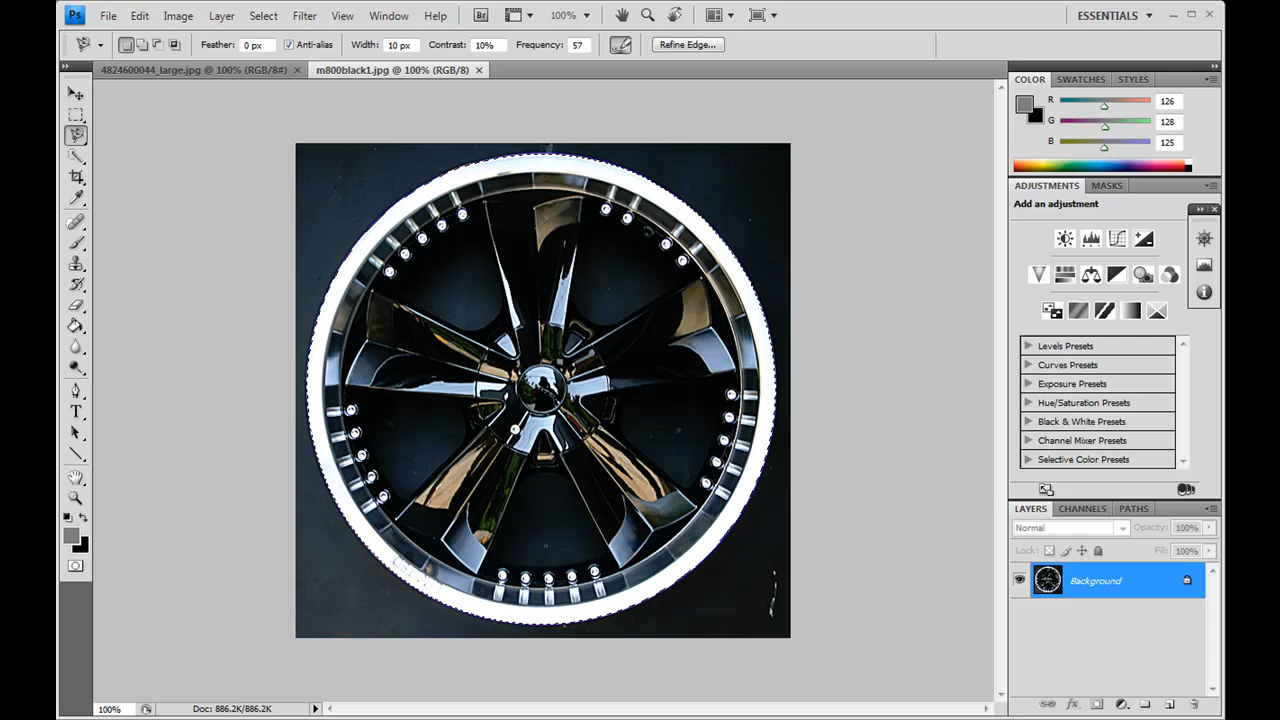 Ps File Edit Image Layer Select Filter View Window Help Br 100% ESSENTIALS
Feather: 0 px Anti-alias Width: 10 px Contrast: 10% Frequency: 57 Refine Edge...
4824600044_large.jpg @ 100% (RGB/8#) × m800black1.jpg @ 100% (RGB/8) ×
COLOR SWATCHES STYLES
R 126
G 128
B 125
ADJUSTMENTS MASKS
Add an adjustment
Levels Presets
Curves Presets
Exposure Presets
Hue/Saturation Presets
Black & White Presets
Channel Mixer Presets
Selective Color Presets
LAYERS CHANNELS PATHS
Normal Opacity: 100%
Lock: Fill: 100%
Background
100% Doc: 886.2K/886.2K